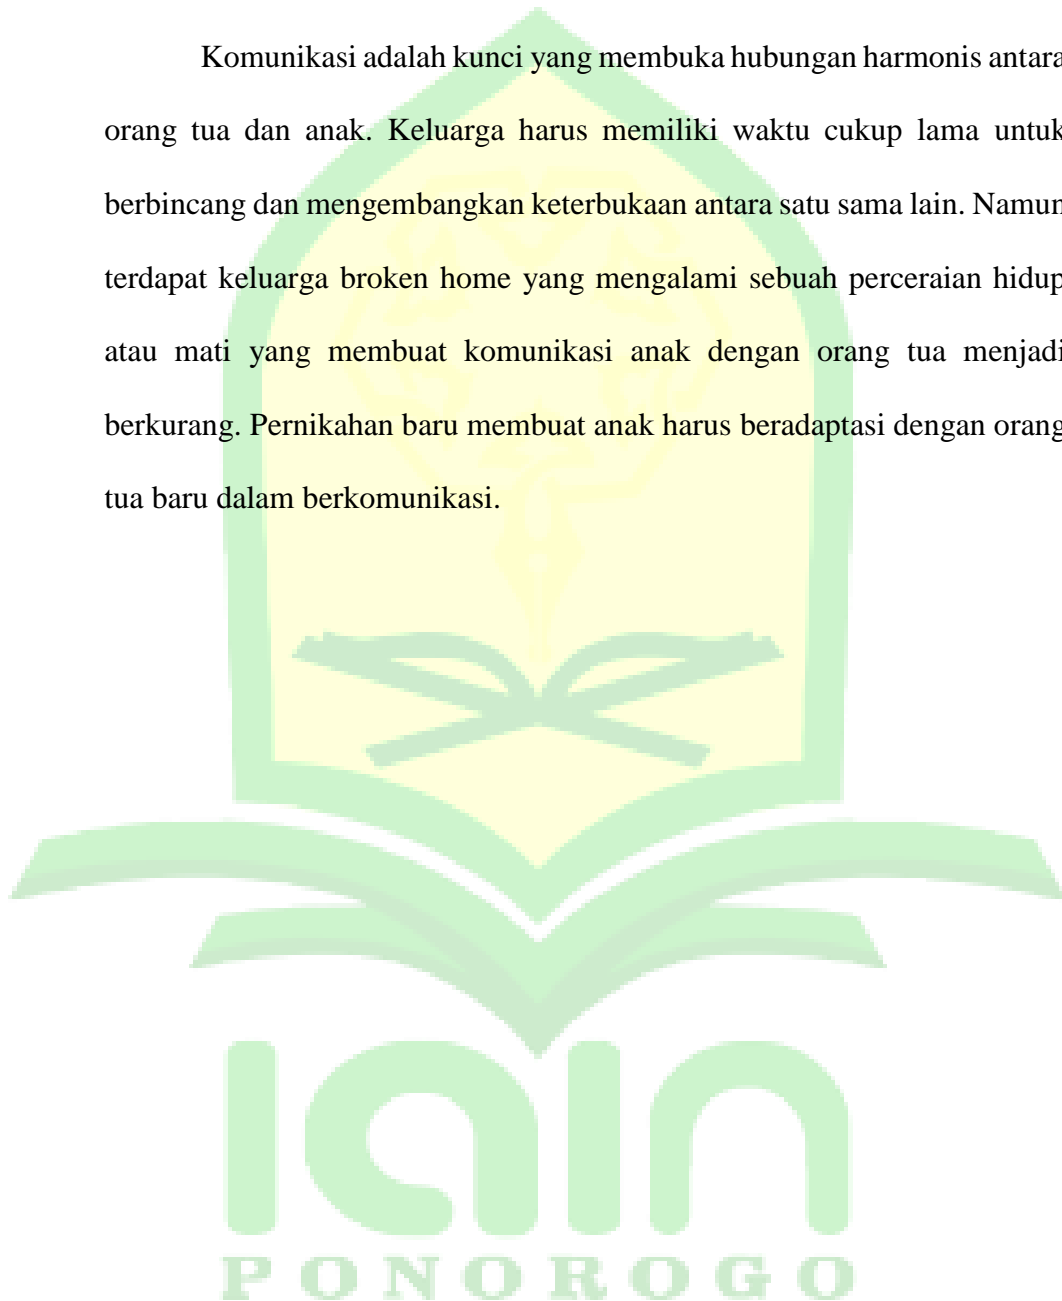 Komunikasi adalah kunci yang membuka hubungan harmonis antara
orang tua dan anak. Keluarga harus memiliki waktu cukup lama untuk
berbincang dan mengembangkan keterbukaan antara satu sama lain. Namun
terdapat keluarga broken home yang mengalami sebuah perceraian hidup
atau mati yang membuat komunikasi anak dengan orang tua menjadi
berkurang. Pernikahan baru membuat anak harus beradaptasi dengan orang
tua baru dalam berkomunikasi.
iain
PONOROGO